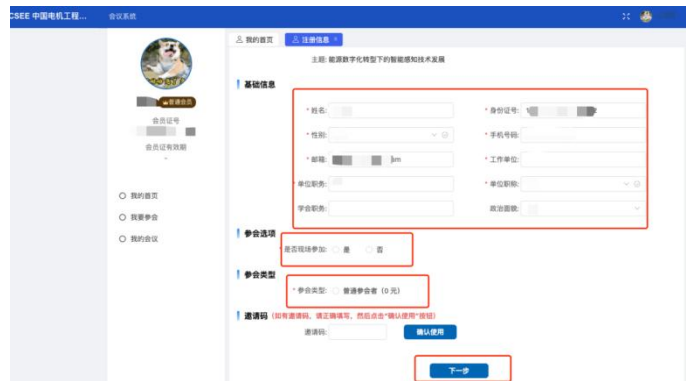 CSEE 中国电机工程... 会议系统
我的首页 注册信息 ×
主题: 能源数字化转型下的智能感知技术发展
基础信息
* 姓名: * 身份证号:
* 性别: * 手机号码:
* 邮箱: * 工作单位:
* 单位职务: * 单位职称:
学会职务: 政治面貌:
普通会员
会员证号
会员证有效期
-
我的首页
我要参会
我的会议
参会选项
* 是否现场参加: 是 否
参会类型
* 参会类型: 普通参会者 (0 元)
邀请码 (如有邀请码, 请正确填写, 然后点击"确认使用"按钮)
邀请码: 确认使用
下一步